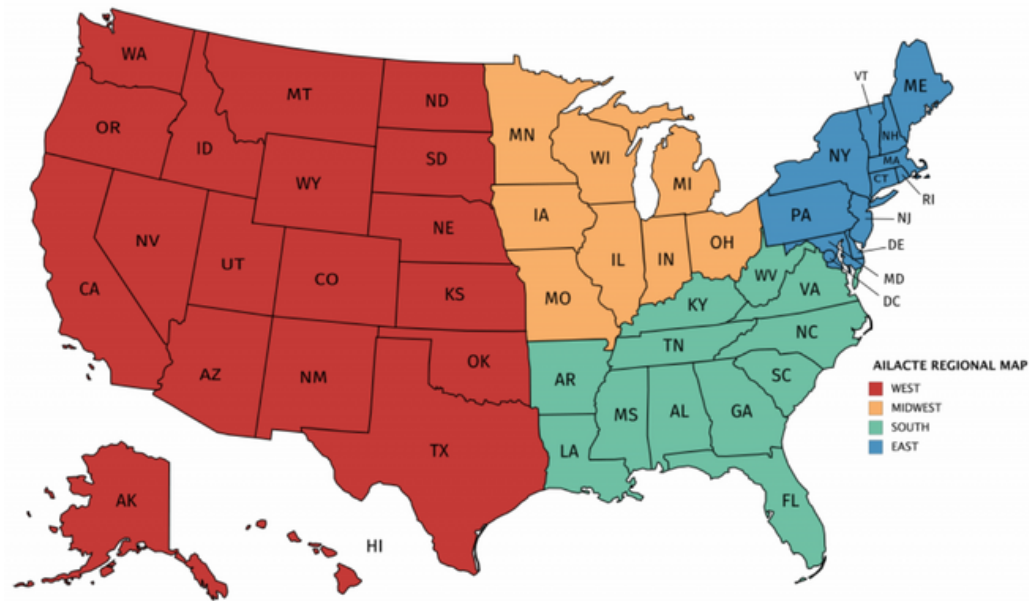 WA
MT
ND
MN
OR
ID
SD
WI
MI
VT
ME
NH
NY
MA
CT
RI
WY
NE
IA
PA
NJ
NV
UT
CO
CA
KS
MO
IL
IN
OH
DE
MD
DC
WV
VA
KY
NC
TN
AZ
NM
OK
AR
SC
MS
AL
GA
TX
LA
FL
AK
HI
AILACTE REGIONAL MAP
WEST
MIDWEST
SOUTH
EAST